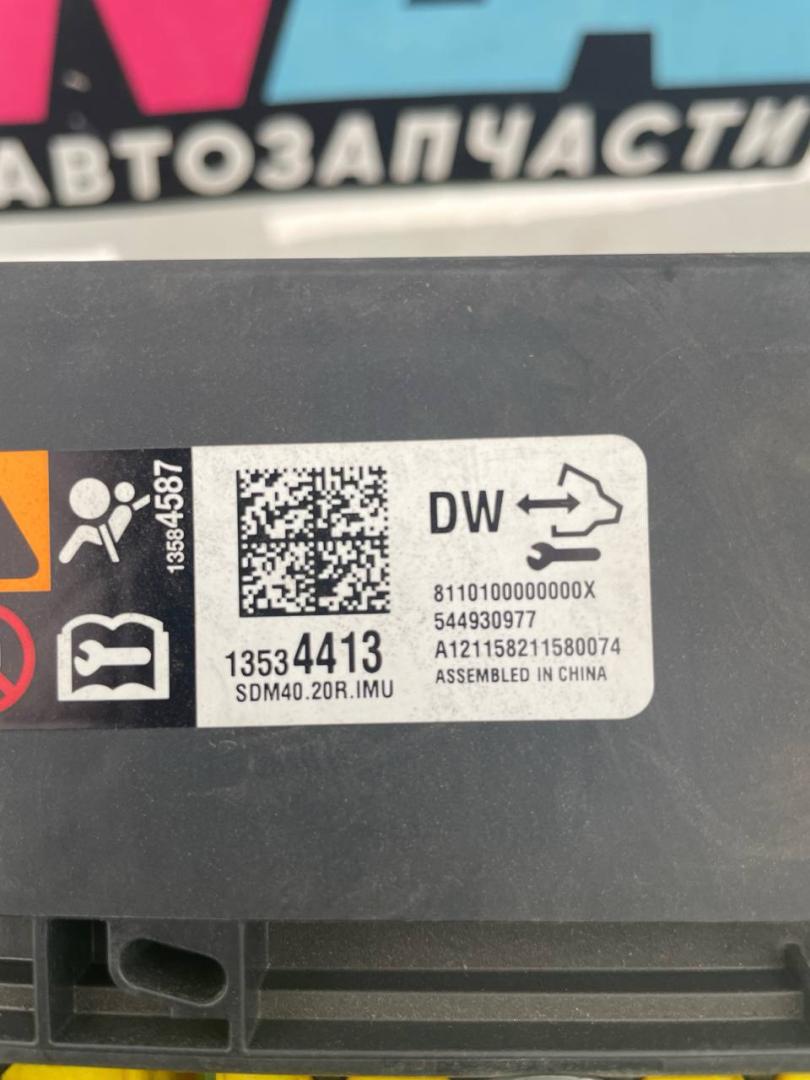 АВТОЗАПЧАСТИ
13584587
DW
8110100000000X
544930977
A121158211580074
ASSEMBLED IN CHINA
13534413
SDM40.20R.IMU